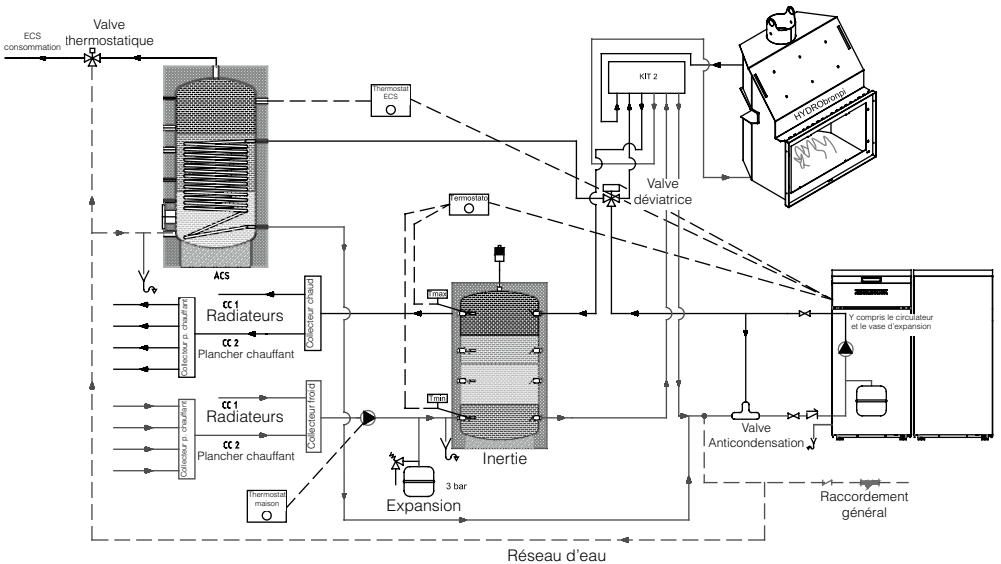 ECS
consommation
Valve
thermostatique
Thermostat
ECS
KIT 2
HYDRObronpi
Valve
déviatrice
Termostato
ACS
Collecteur p. chauffant
CC 1
Radiateurs
CC 2
Plancher chauffant
Collecteur chaud
Tmax
Y compris le circulateur
et le vase d'expansion
Collecteur p. chauffant
CC 1
Radiateurs
CC 2
Plancher chauffant
Collecteur froid
Tmin
Inertie
Valve
Anticondensation
Thermostat
maison
3 bar
Expansion
Raccordement
général
Réseau d'eau